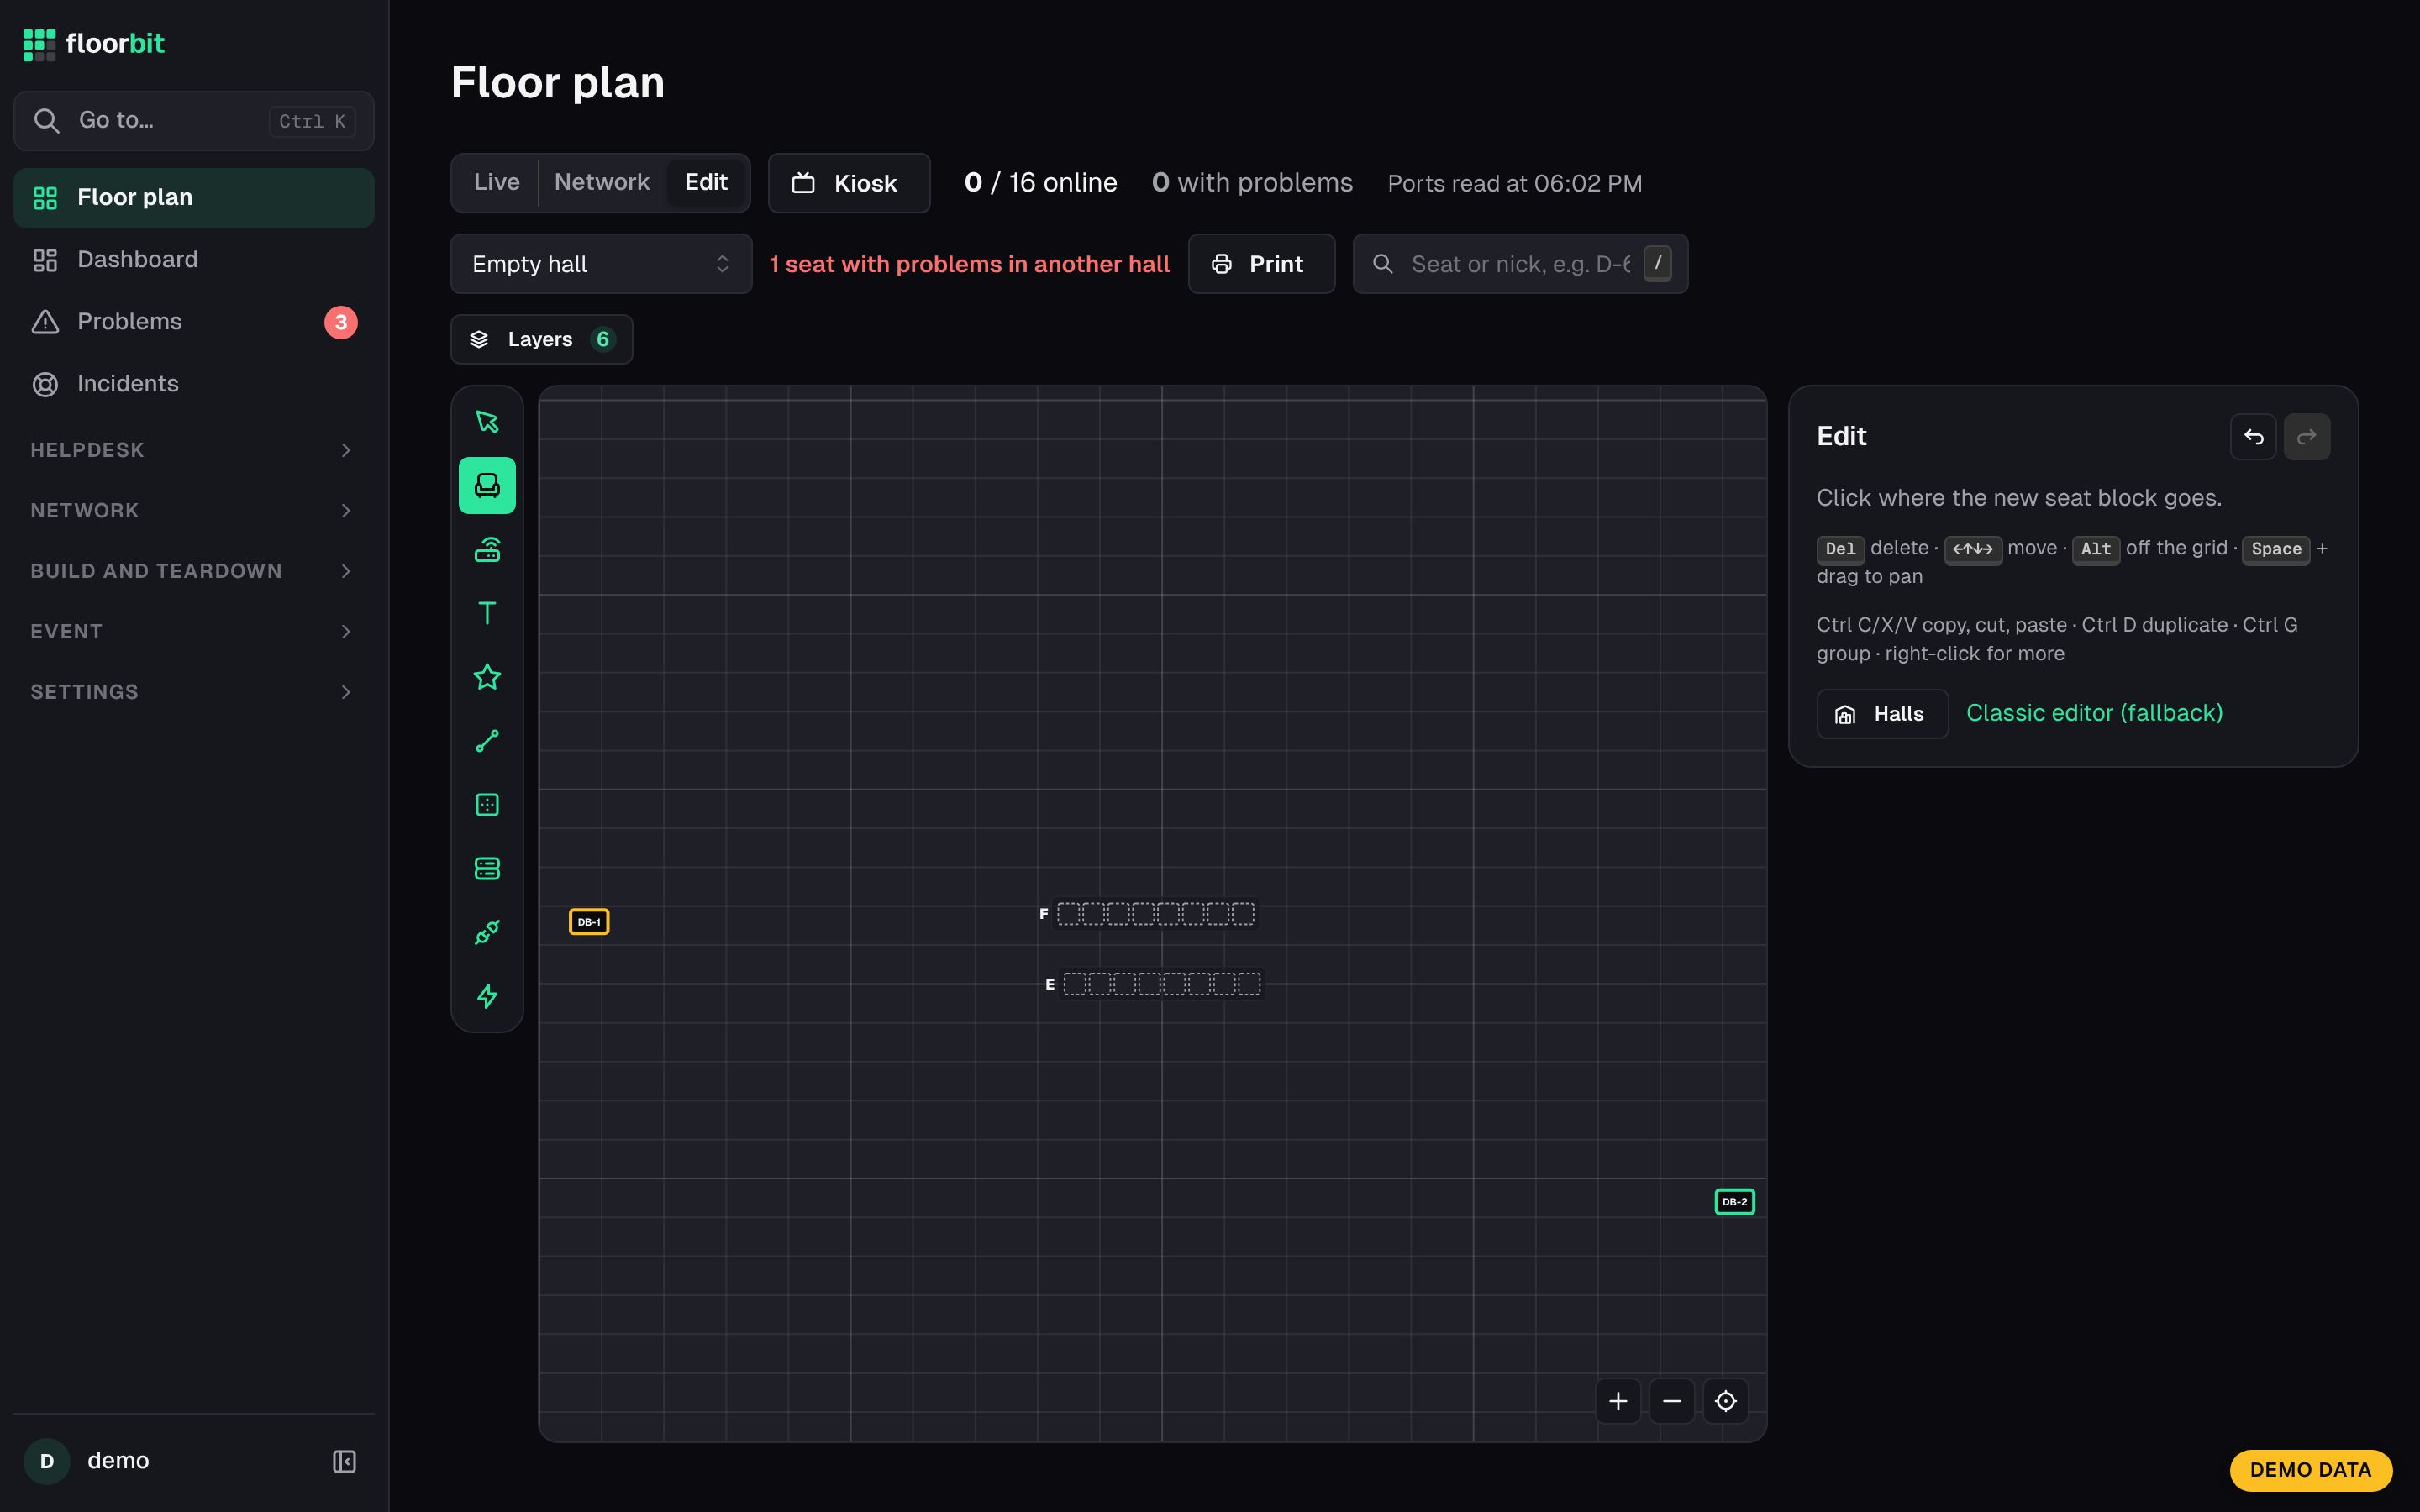 floorbit
Go to... Ctrl K
Floor plan
Dashboard
Problems 3
Incidents
HELPDESK
NETWORK
BUILD AND TEARDOWN
EVENT
SETTINGS
D demo
Floor plan
Live Network Edit Kiosk 0 / 16 online 0 with problems Ports read at 06:02 PM
Empty hall 1 seat with problems in another hall Print Seat or nick, e.g. D-6 /
Layers 6
DB-1
F
E
DB-2
Edit
Click where the new seat block goes.
Del delete · ←↑↓→ move · Alt off the grid · Space +
drag to pan
Ctrl C/X/V copy, cut, paste · Ctrl D duplicate · Ctrl G
group · right-click for more
Halls Classic editor (fallback)
DEMO DATA